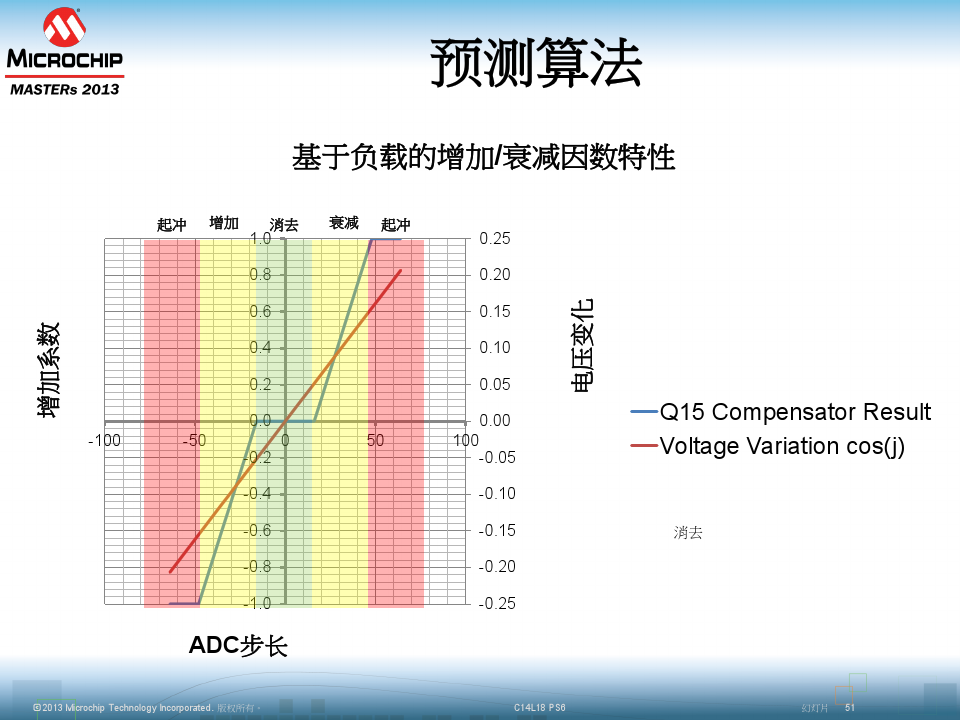 MICROCHIP
MASTERs 2013
预测算法
基于负载的增加/衰减因数特性
起冲 增加 消去 衰减 起冲
1.0 0.25
0.8 0.20
0.6 0.15
0.4 0.10
0.2 0.05
0.0 0.00
-100 -50 0 50 100
-0.2 -0.05
-0.4 -0.10
-0.6 -0.15
-0.8 -0.20
-1.0 -0.25
增加系数
电压变化
ADC步长
Q15 Compensator Result
Voltage Variation cos(j)
消去
©2013 Microchip Technology Incorporated. 版权所有。 C14L18 PS6 幻灯片 51